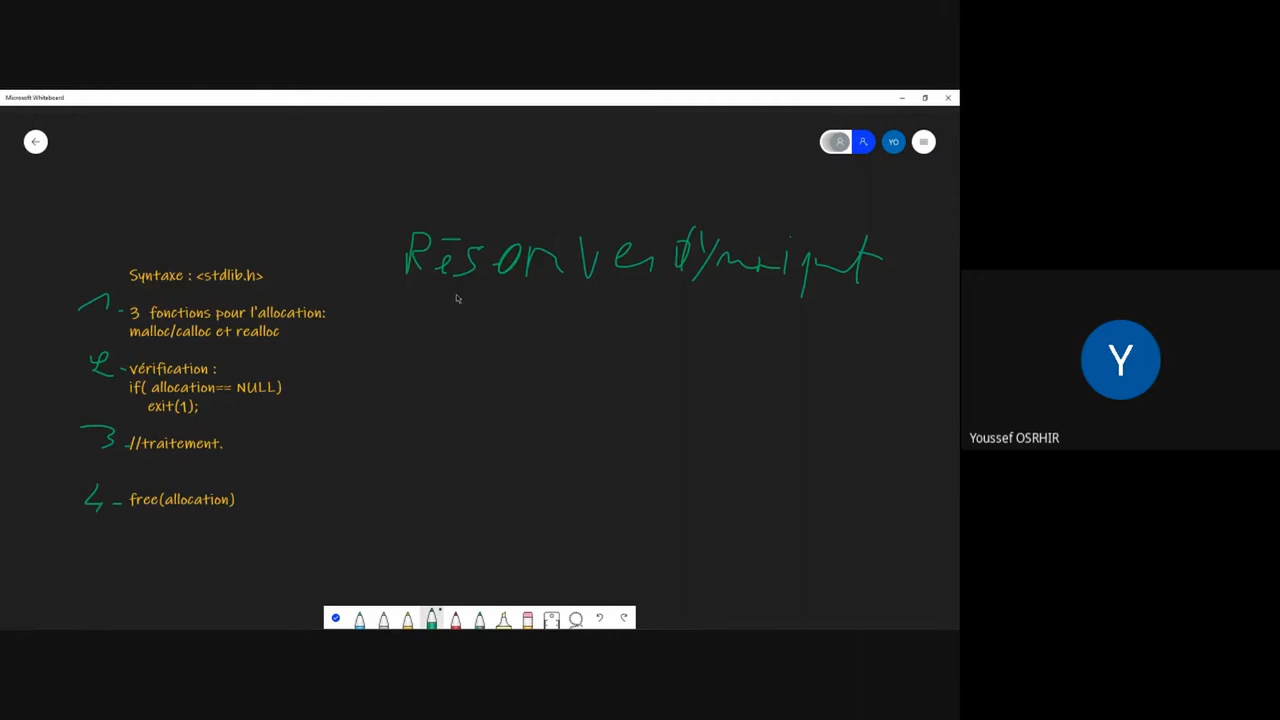 Microsoft Whiteboard
YO
Réserver
Syntaxe : <stdlib.h>
1 - 3 fonctions pour l'allocation:
malloc/calloc et realloc
2 - vérification :
if( allocation== NULL)
exit(1);
3 - //traitement.
4 - free(allocation)
Y
Youssef OSRHIR